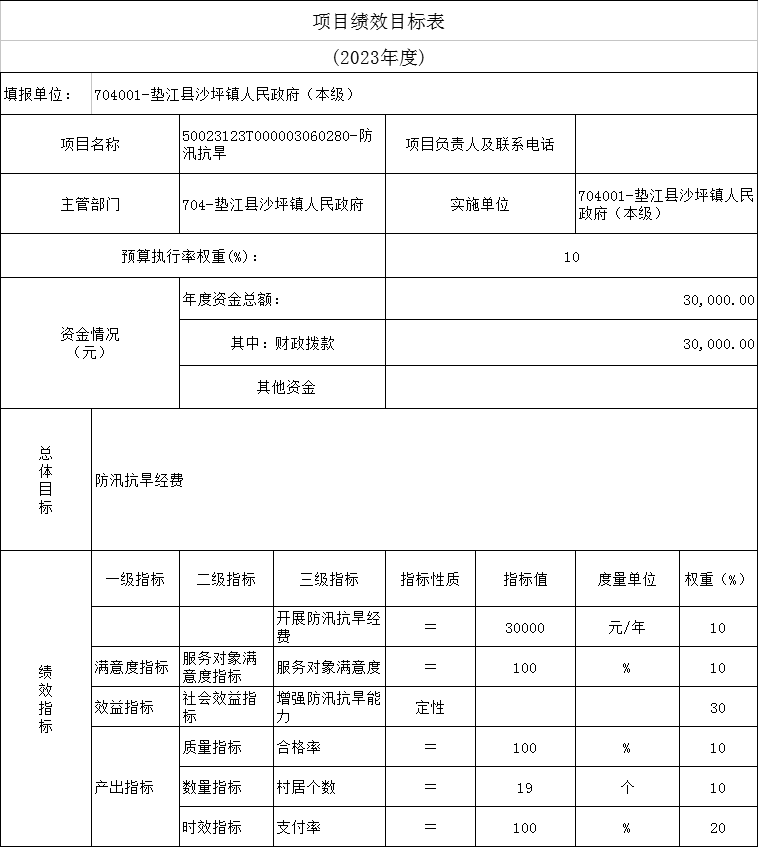 项目绩效目标表
(2023年度)
填报单位： 704001-垫江县沙坪镇人民政府（本级）
项目名称 50023123T000003060280-防汛抗旱 项目负责人及联系电话
主管部门 704-垫江县沙坪镇人民政府 实施单位 704001-垫江县沙坪镇人民政府（本级）
预算执行率权重(%)： 10
资金情况（元） 年度资金总额： 30,000.00
其中：财政拨款 30,000.00
其他资金
总体目标 防汛抗旱经费
绩效指标 一级指标 二级指标 三级指标 指标性质 指标值 度量单位 权重（%）
开展防汛抗旱经费 ＝ 30000 元/年 10
满意度指标 服务对象满意度指标 服务对象满意度 ＝ 100 % 10
效益指标 社会效益指标 增强防汛抗旱能力 定性 30
产出指标 质量指标 合格率 ＝ 100 % 10
数量指标 村居个数 ＝ 19 个 10
时效指标 支付率 ＝ 100 % 20